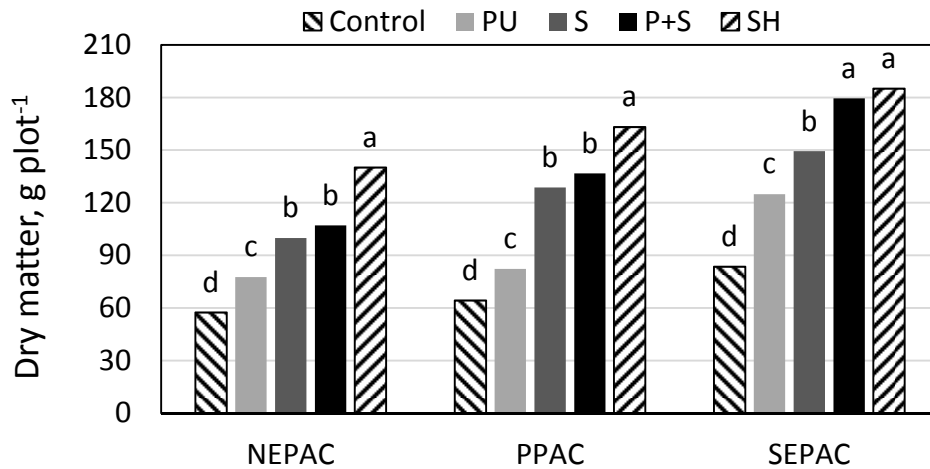 Control PU S P+S SH
Dry matter, g plot⁻¹
210
180
150
120
90
60
30
0
d c b b a
d c b b a
d c b a a
NEPAC PPAC SEPAC